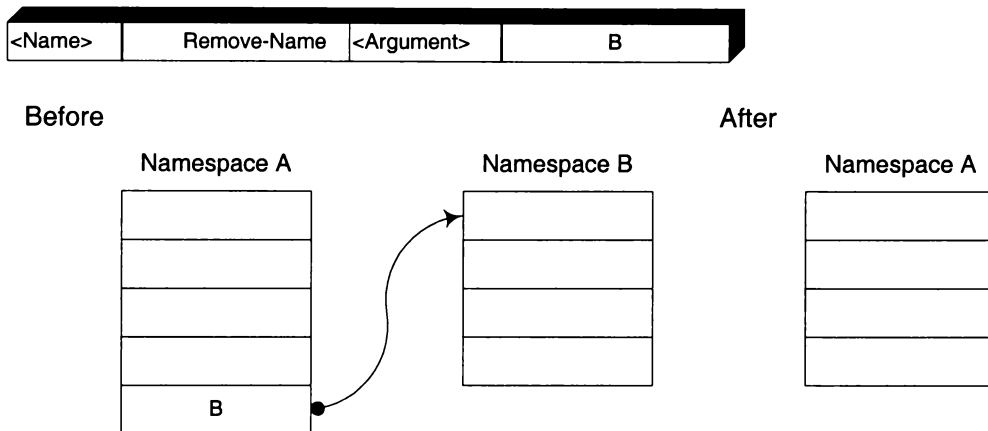 <Name> Remove-Name <Argument> B
Before
After
Namespace A
Namespace B
Namespace A
B